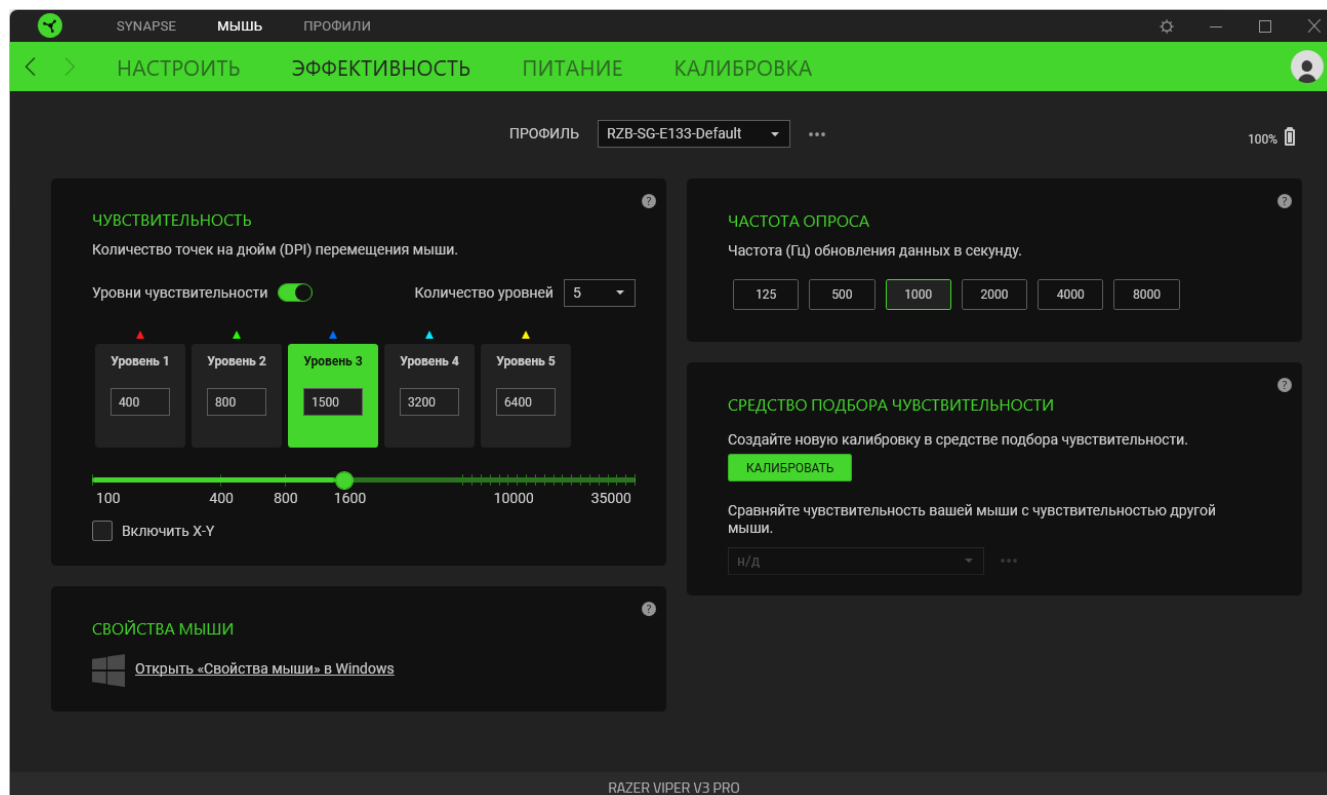 SYNAPSE МЫШЬ ПРОФИЛИ
НАСТРОИТЬ ЭФФЕКТИВНОСТЬ ПИТАНИЕ КАЛИБРОВКА
ПРОФИЛЬ RZB-SG-E133-Default
100%
ЧУВСТВИТЕЛЬНОСТЬ
Количество точек на дюйм (DPI) перемещения мыши.
Уровни чувствительности Количество уровней 5
Уровень 1 Уровень 2 Уровень 3 Уровень 4 Уровень 5
400 800 1500 3200 6400
100 400 800 1600 10000 35000
Включить X-Y
СВОЙСТВА МЫШИ
Открыть «Свойства мыши» в Windows
ЧАСТОТА ОПРОСА
Частота (Гц) обновления данных в секунду.
125 500 1000 2000 4000 8000
СРЕДСТВО ПОДБОРА ЧУВСТВИТЕЛЬНОСТИ
Создайте новую калибровку в средстве подбора чувствительности.
КАЛИБРОВАТЬ
Сравняйте чувствительность вашей мыши с чувствительностью другой
мыши.
н/д
RAZER VIPER V3 PRO